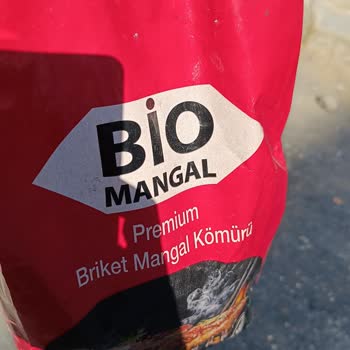 BiO
MANGAL
Premium
Briket Mangal Kömürü